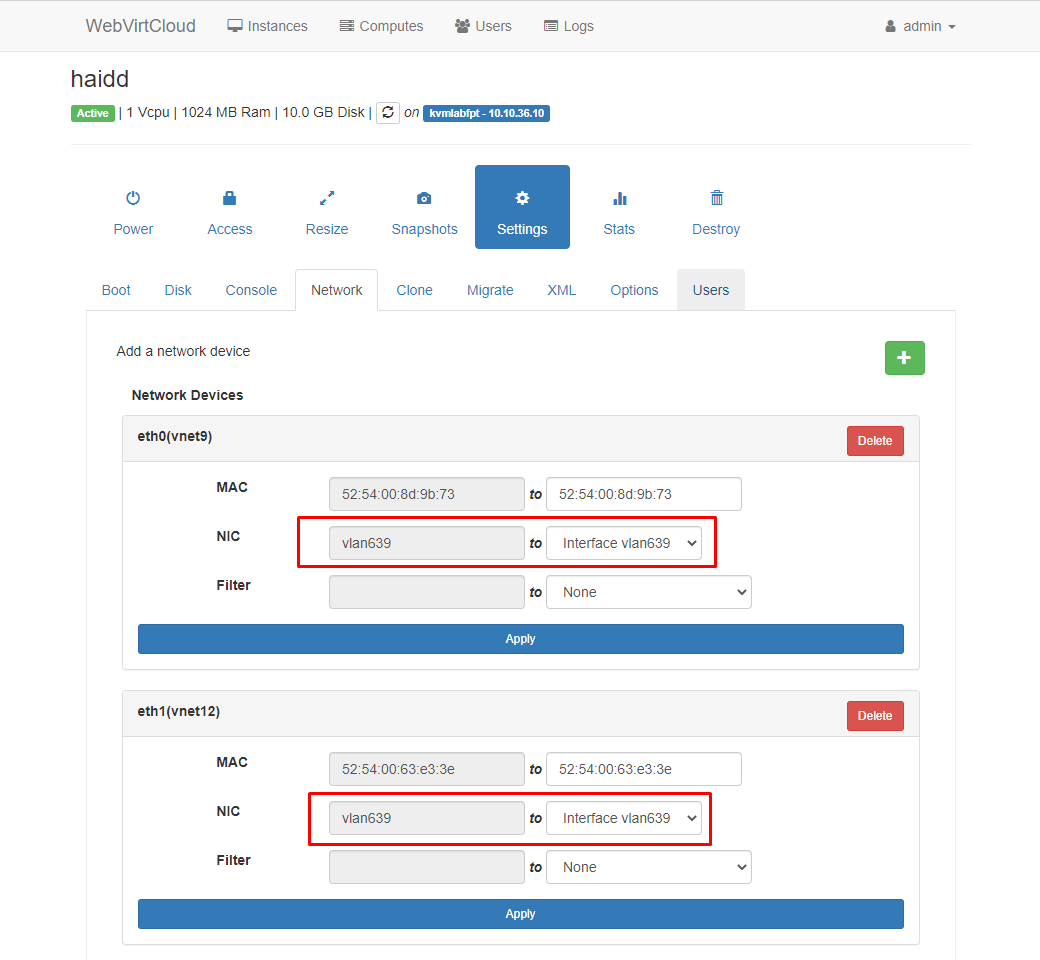 WebVirtCloud Instances Computes Users Logs admin
haidd
Active | 1 Vcpu | 1024 MB Ram | 10.0 GB Disk | on kvmlabfpt - 10.10.36.10
Power Access Resize Snapshots Settings Stats Destroy
Boot Disk Console Network Clone Migrate XML Options Users
Add a network device
Network Devices
eth0(vnet9) Delete
MAC 52:54:00:8d:9b:73 to 52:54:00:8d:9b:73
NIC vlan639 to Interface vlan639
Filter to None
Apply
eth1(vnet12) Delete
MAC 52:54:00:63:e3:3e to 52:54:00:63:e3:3e
NIC vlan639 to Interface vlan639
Filter to None
Apply